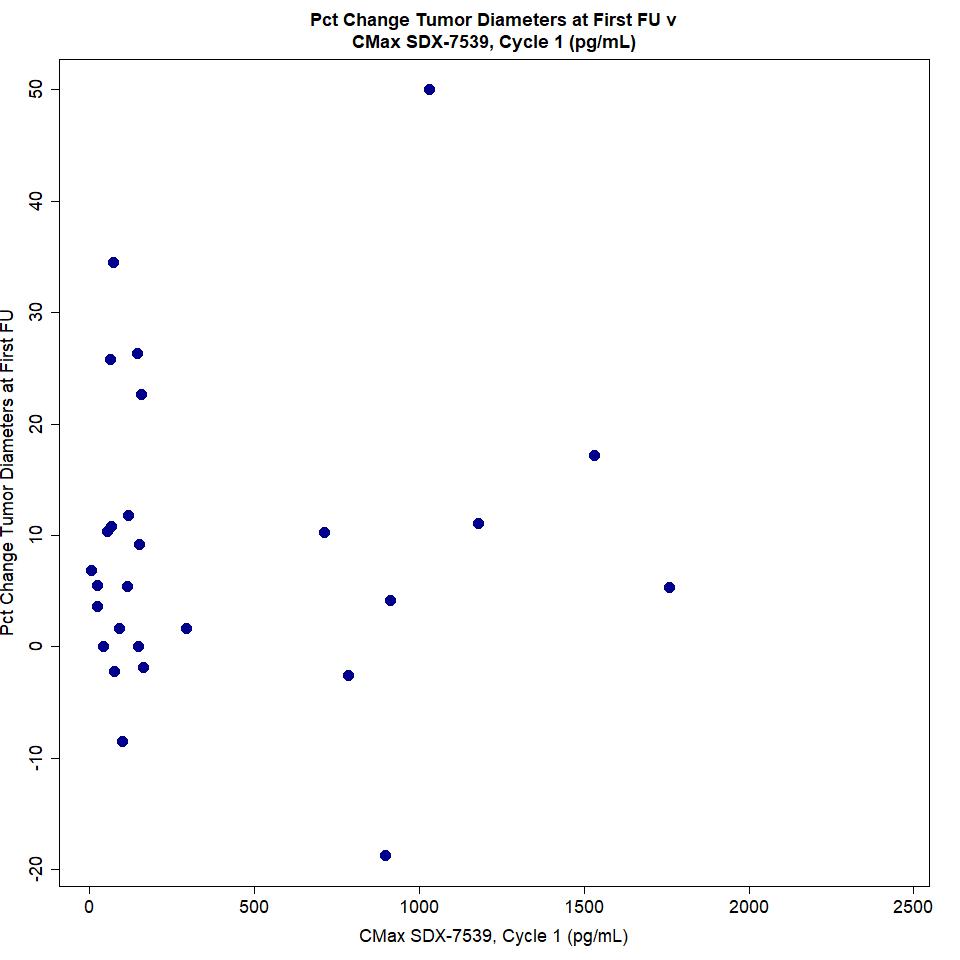 Pct Change Tumor Diameters at First FU v
CMax SDX-7539, Cycle 1 (pg/mL)
Pct Change Tumor Diameters at First FU
50
40
30
20
10
0
-10
-20
0 500 1000 1500 2000 2500
CMax SDX-7539, Cycle 1 (pg/mL)